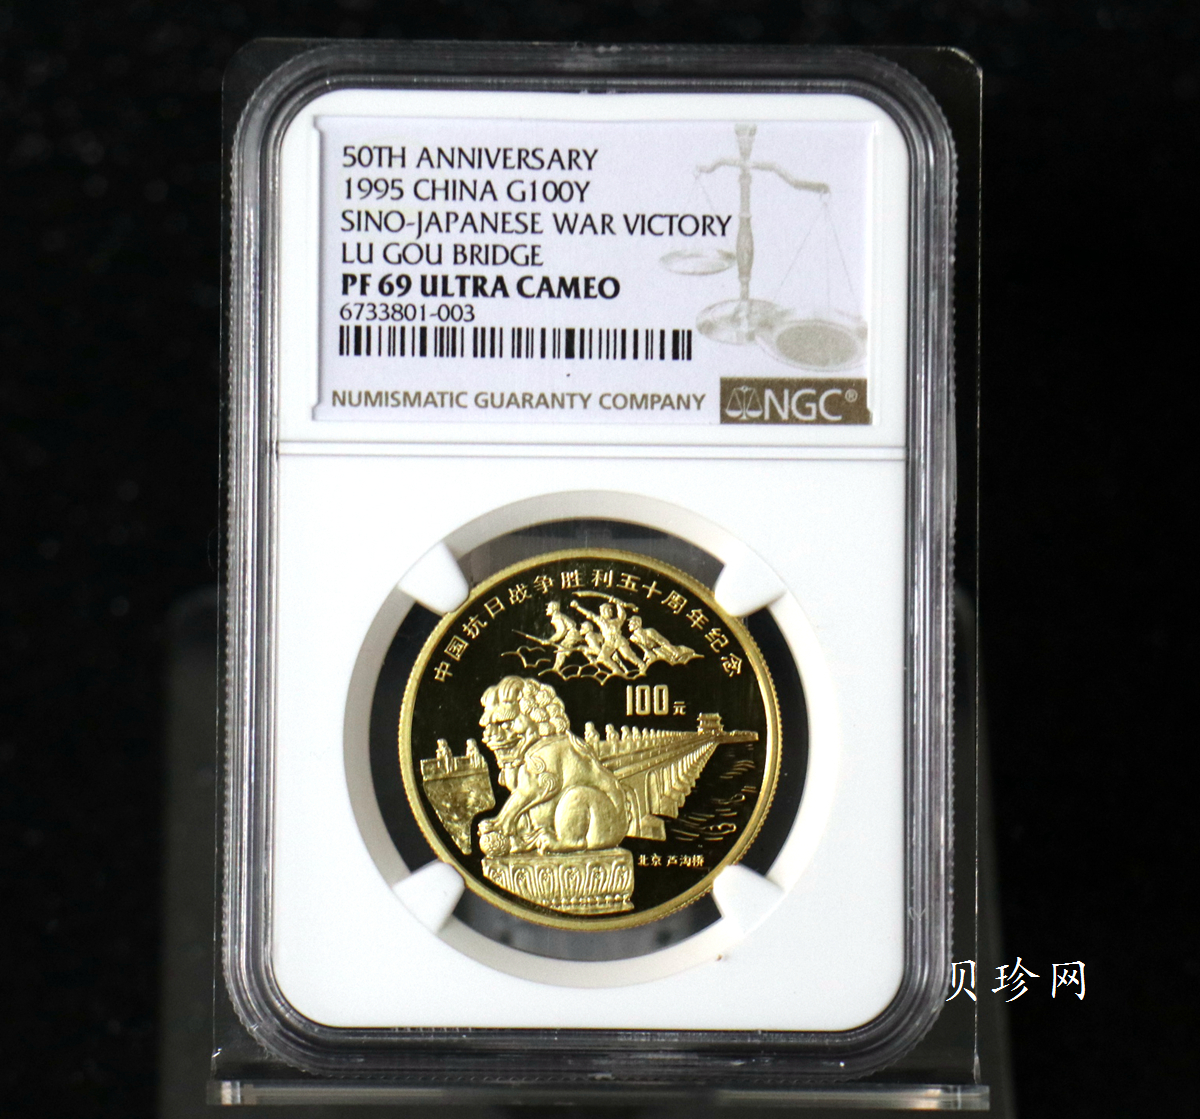 50TH ANNIVERSARY
1995 CHINA G100Y
SINO-JAPANESE WAR VICTORY
LU GOU BRIDGE
PF 69 ULTRA CAMEO
6733801-003
NUMISMATIC GUARANTY COMPANY
NGC®
中国抗日战争胜利五十周年纪念
100元
北京 芦沟桥
贝珍网